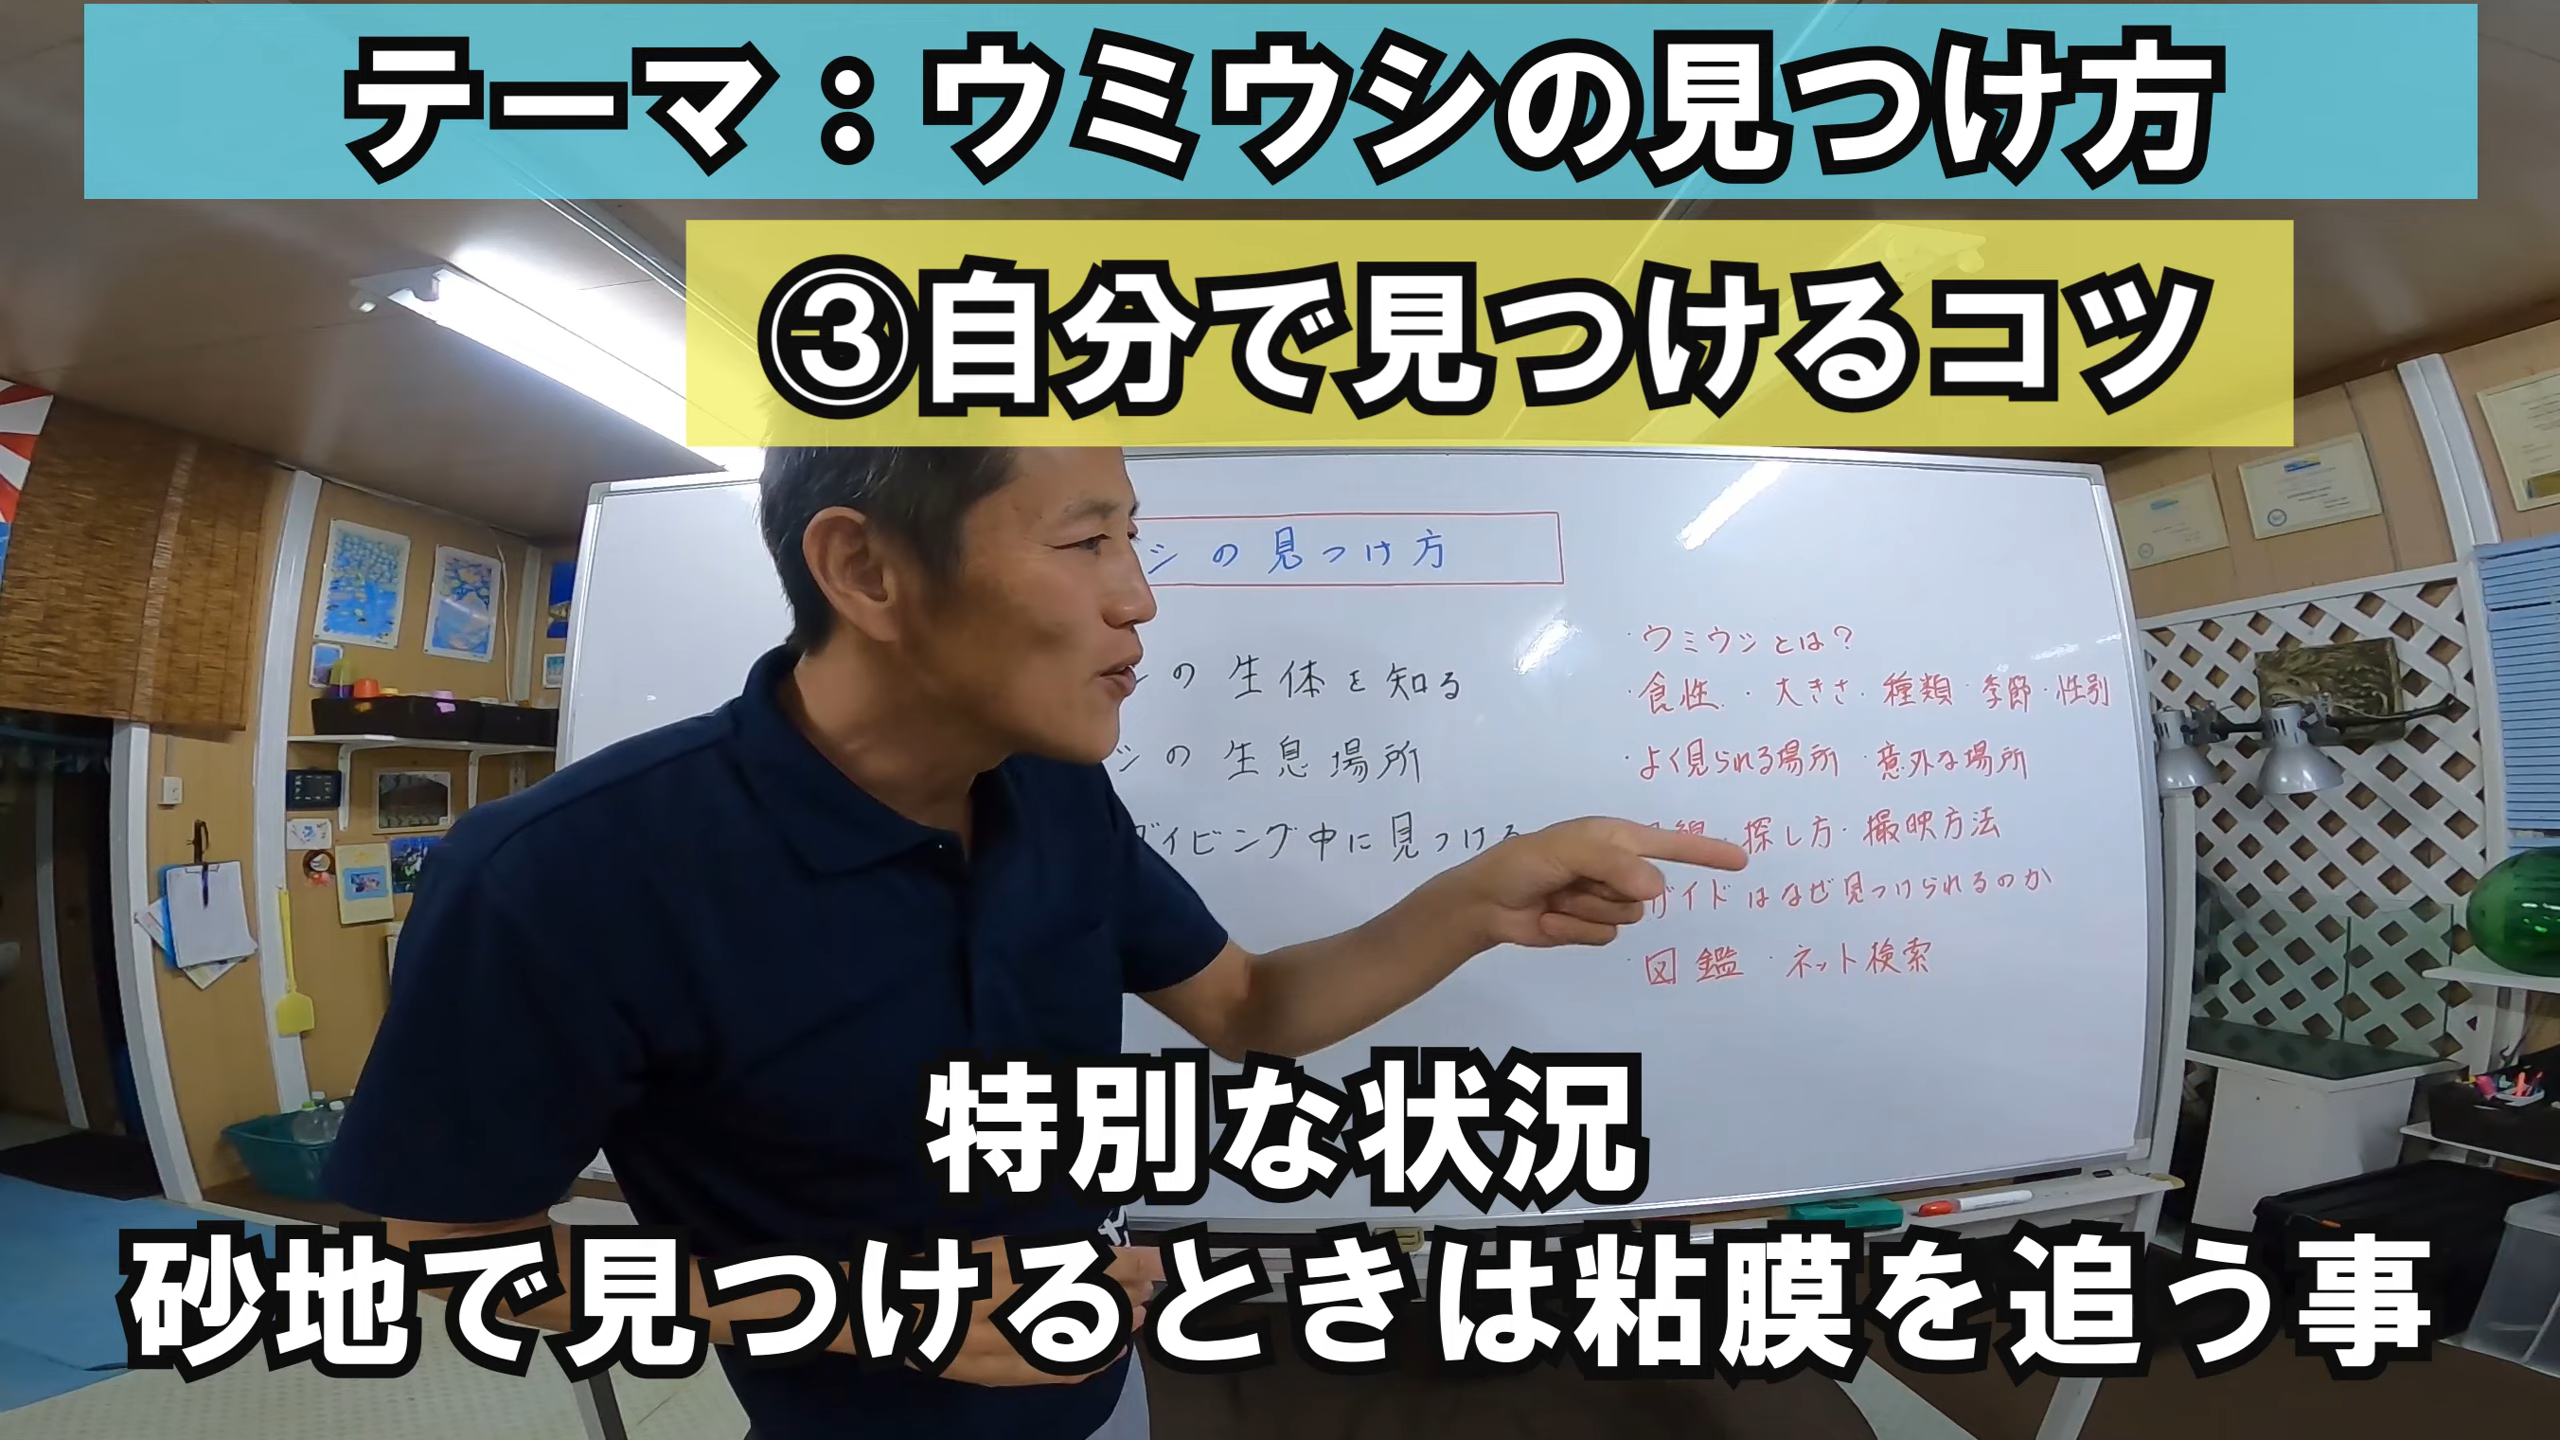 テーマ：ウミウシの見つけ方
③自分で見つけるコツ
シの見つけ方
の生体を知る
シの生息場所
ダイビング中に見つける
・ウミウシとは？
・食性・大きさ・種類・季節・性別
・よく見られる場所・意外な場所
探し方・撮映方法
ガイドはなぜ見つけられるのか
・図鑑・ネット検索
特別な状況
砂地で見つけるときは粘膜を追う事